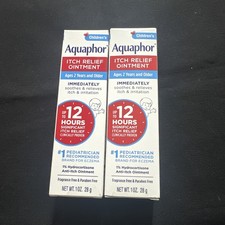 Children's
Aquaphor
ITCH RELIEF
OINTMENT
Ages 2 Years and Older
IMMEDIATELY
soothes & relieves
itch & irritation
UP TO
12
HOURS
SIGNIFICANT
ITCH RELIEF
CLINICALLY PROVEN
#1 PEDIATRICIAN
RECOMMENDED
BRAND FOR ECZEMA
1% Hydrocortisone
Anti-Itch Ointment
Fragrance Free & Paraben Free
NET WT. 1 OZ. 28 g
Children's
Aquaphor
ITCH RELIEF
OINTMENT
Ages 2 Years and Older
IMMEDIATELY
soothes & relieves
itch & irritation
UP TO
12
HOURS
SIGNIFICANT
ITCH RELIEF
CLINICALLY PROVEN
#1 PEDIATRICIAN
RECOMMENDED
BRAND FOR ECZEMA
1% Hydrocortisone
Anti-Itch Ointment
Fragrance Free & Paraben Free
NET WT. 1 OZ. 28 g